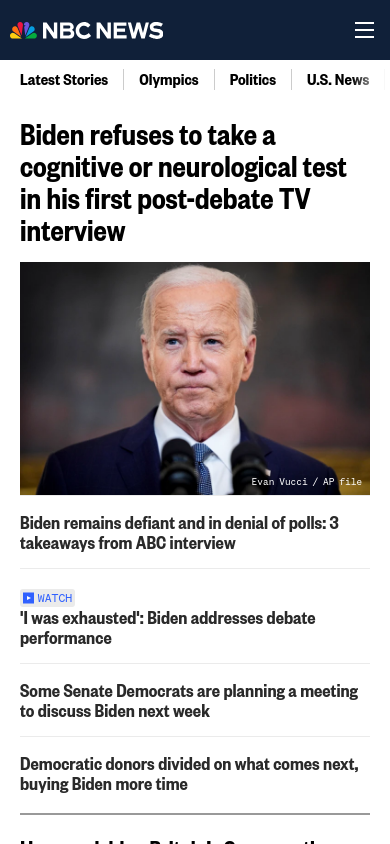 NBC NEWS
Latest Stories
Olympics
Politics
U.S. News
Biden refuses to take a
cognitive or neurological test
in his first post-debate TV
interview
Evan Vucci / AP file
Biden remains defiant and in denial of polls: 3
takeaways from ABC interview
WATCH
'I was exhausted': Biden addresses debate
performance
Some Senate Democrats are planning a meeting
to discuss Biden next week
Democratic donors divided on what comes next,
buying Biden more time